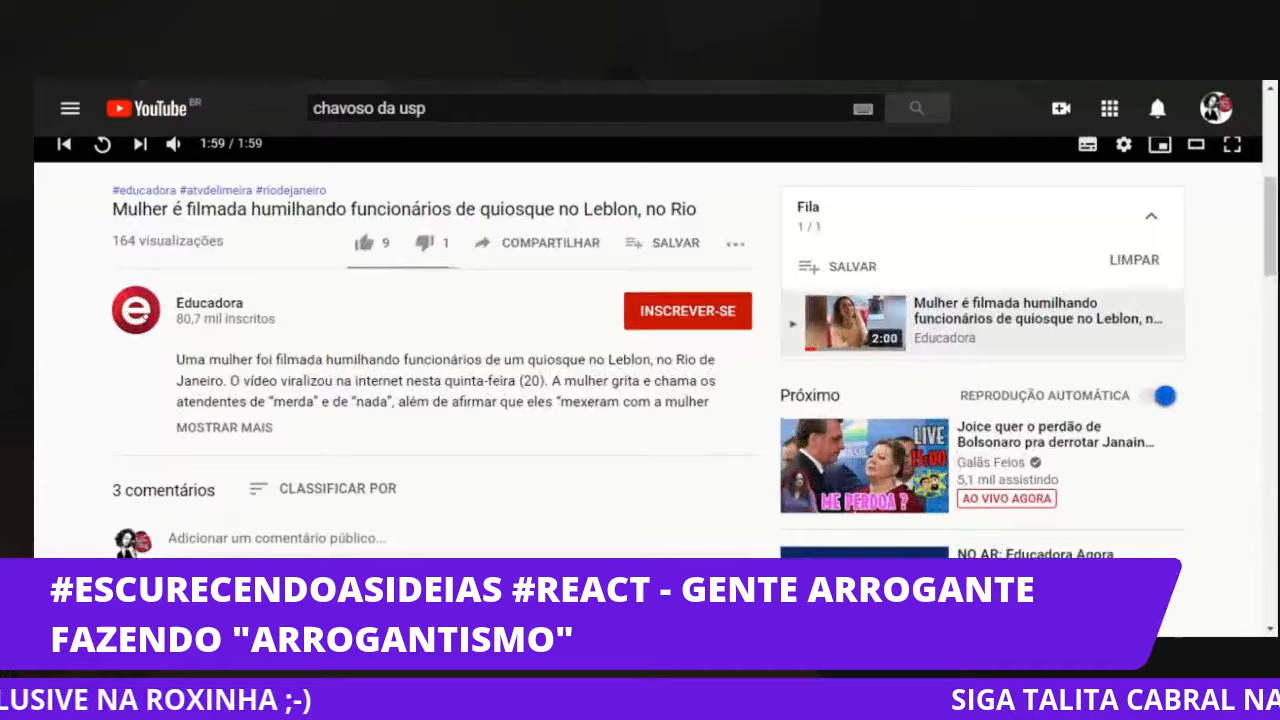 YouTube BR
chavoso da usp
1:59 / 1:59
#educadora #atvdelimeira #riodejaneiro
Mulher é filmada humilhando funcionários de quiosque no Leblon, no Rio
164 visualizações
9
1
COMPARTILHAR
SALVAR
Educadora
80,7 mil inscritos
INSCREVER-SE
Uma mulher foi filmada humilhando funcionários de um quiosque no Leblon, no Rio de
Janeiro. O vídeo viralizou na internet nesta quinta-feira (20). A mulher grita e chama os
atendentes de "merda" e de "nada", além de afirmar que eles "mexeram com a mulher
MOSTRAR MAIS
3 comentários
CLASSIFICAR POR
Adicionar um comentário público...
Fila
1 / 1
SALVAR
LIMPAR
2:00
Mulher é filmada humilhando
funcionários de quiosque no Leblon, n...
Educadora
Próximo
REPRODUÇÃO AUTOMÁTICA
LIVE
15:00
ME PERDOA ?
Joice quer o perdão de
Bolsonaro pra derrotar Janain...
Galãs Feios
5,1 mil assistindo
AO VIVO AGORA
NO AR: Educadora Agora
#ESCURECENDOASIDEIAS #REACT - GENTE ARROGANTE
FAZENDO "ARROGANTISMO"
LUSIVE NA ROXINHA ;-)
SIGA TALITA CABRAL NA